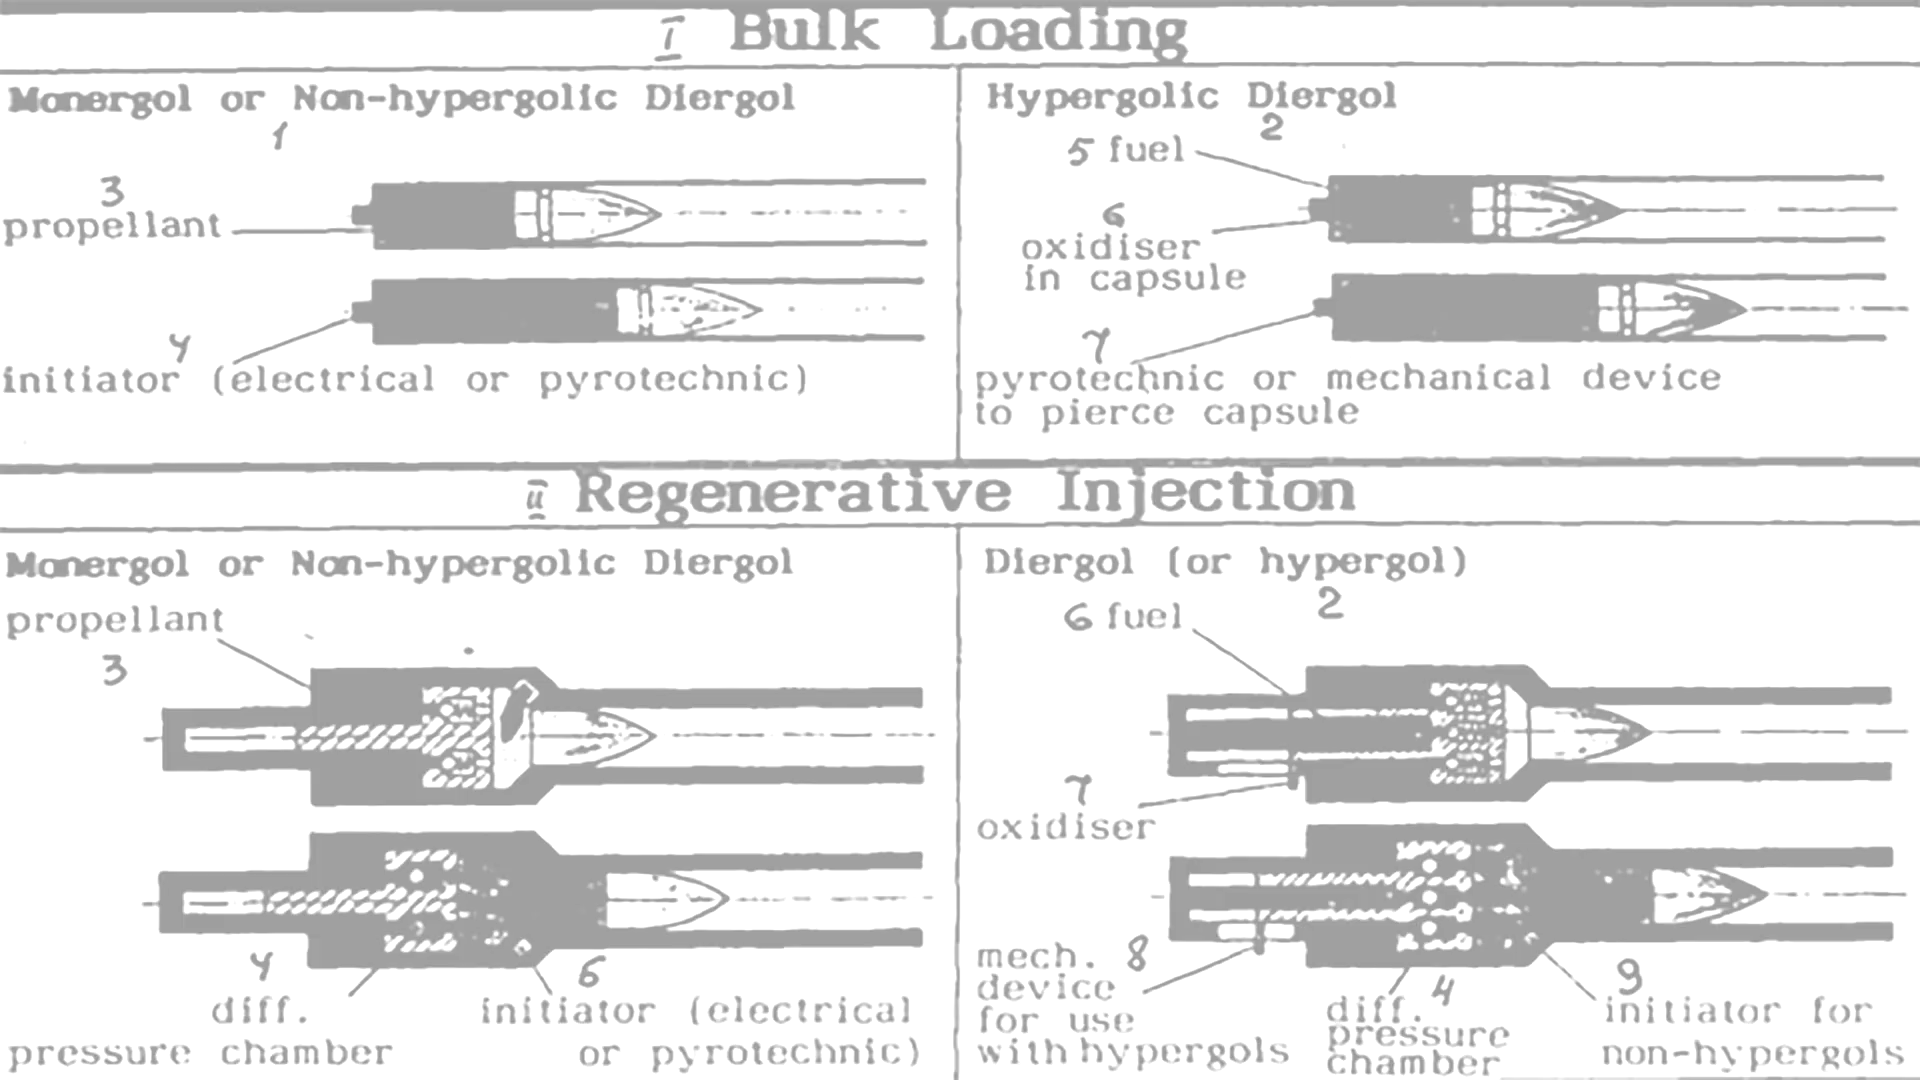 I Bulk Loading
Monergol or Non-hypergolic Diergol
1
3
propellant
4
initiator (electrical or pyrotechnic)
Hypergolic Diergol
2
5 fuel
6
oxidiser
in capsule
7
pyrotechnic or mechanical device
to pierce capsule
II Regenerative Injection
Monergol or Non-hypergolic Diergol
propellant
3
4
diff.
pressure chamber
6
initiator (electrical
or pyrotechnic)
Diergol (or hypergol)
2
6 fuel
7
oxidiser
mech. 8
device
for use
with hypergols
4
diff.
pressure
chamber
9
initiator for
non-hypergols